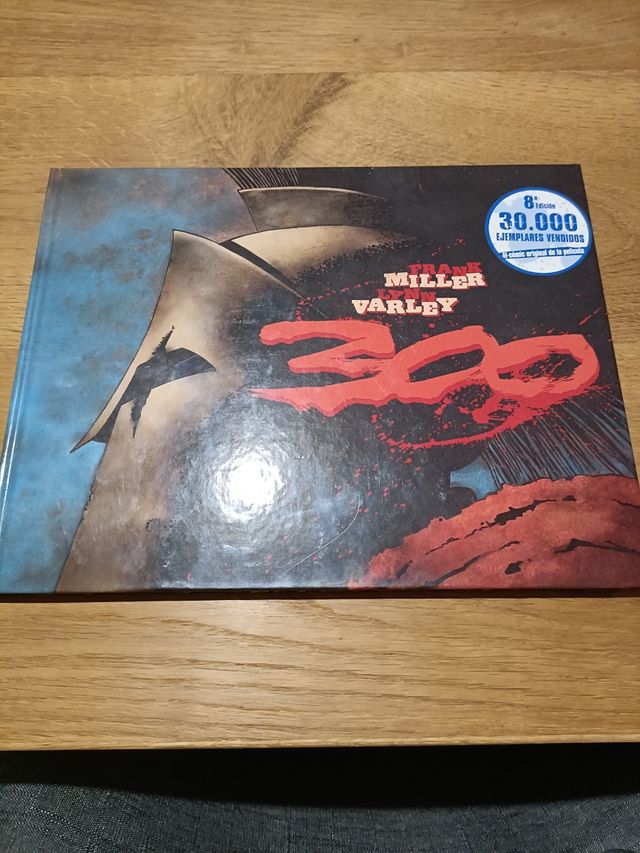 8ª
Edición
30.000
EJEMPLARES VENDIDOS
El cómic original de la película
FRANK
MILLER
LYNN
VARLEY
300